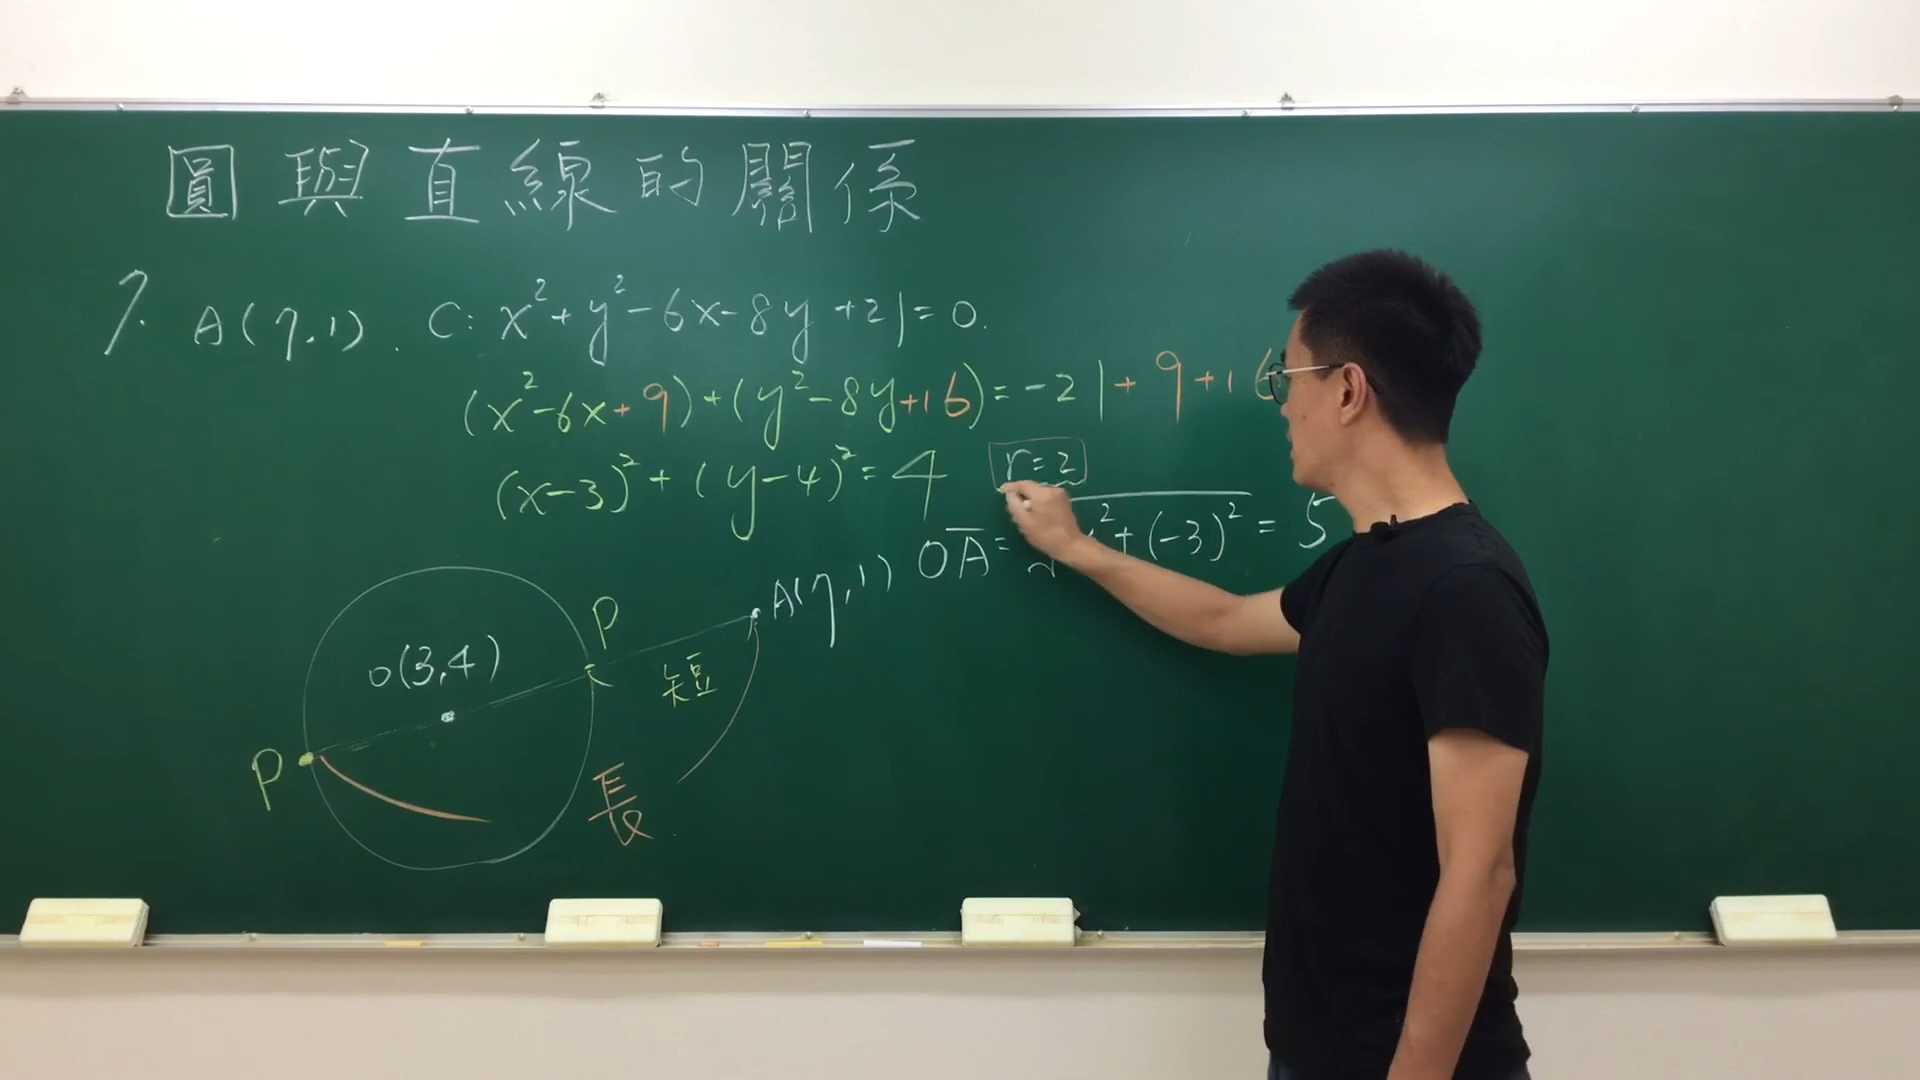 圓與直線的關係
7. A(7,1). C: x²+y²-6x-8y+21=0.
(x²-6x+9)+(y²-8y+16)=-21+9+16
(x-3)²+(y-4)²=4 r=2
OA= ²+(-3)²=5
A(7,1)
P
O(3,4)
短
P
長